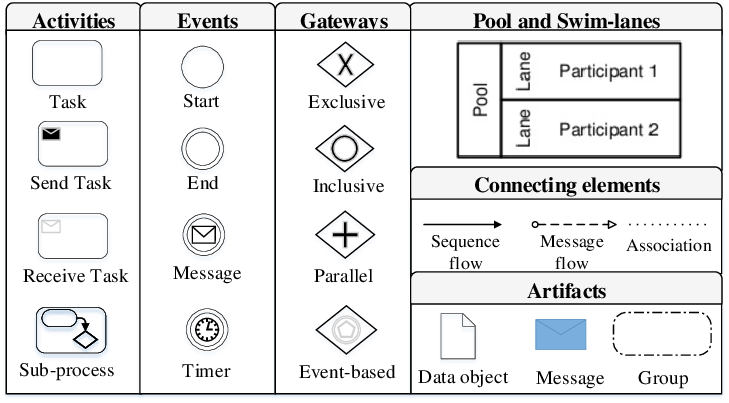 Activities
Task
Send Task
Receive Task
Sub-process
Events
Start
End
Message
Timer
Gateways
X
Exclusive
Inclusive
Parallel
Event-based
Pool and Swim-lanes
Pool
Lane
Participant 1
Lane
Participant 2
Connecting elements
Sequence
flow
Message
flow
Association
Artifacts
Data object
Message
Group